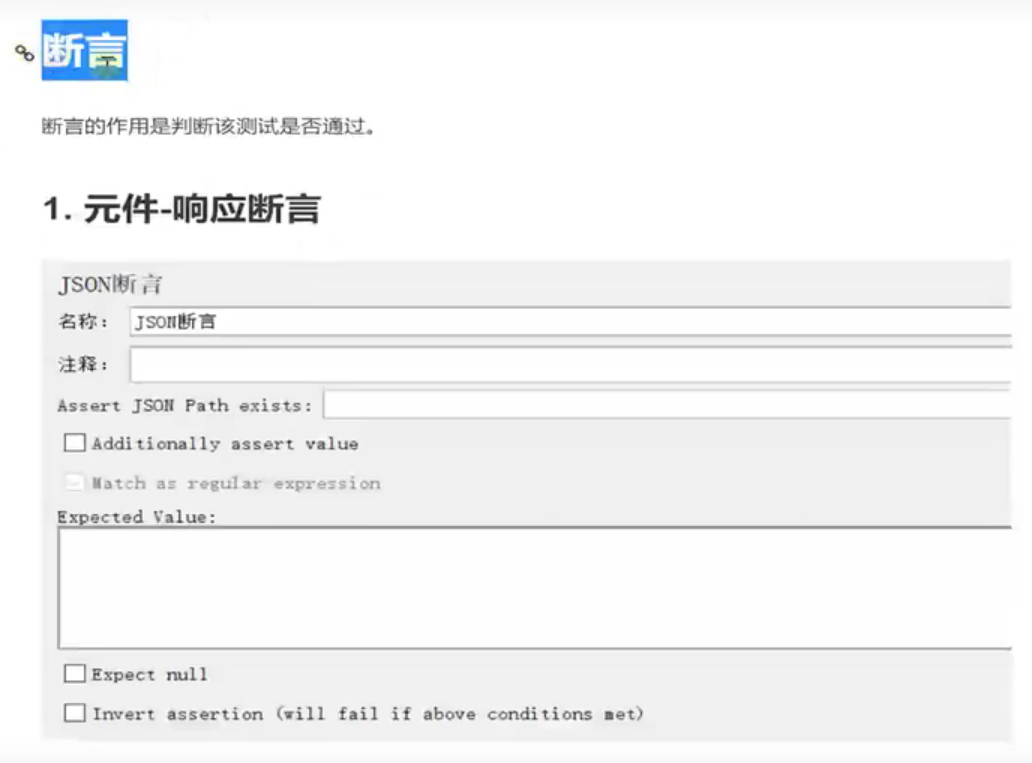 断言
断言的作用是判断该测试是否通过。
1. 元件-响应断言
JSON断言
名称： JSON断言
注释：
Assert JSON Path exists:
Additionally assert value
Match as regular expression
Expected Value:
Expect null
Invert assertion (will fail if above conditions met)